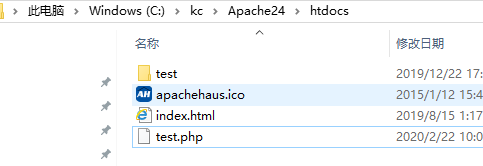 此电脑 > Windows (C:) > kc > Apache24 > htdocs
名称 修改日期
test 2019/12/22 17:
apachehaus.ico 2015/1/12 15:4
index.html 2019/8/15 1:17
test.php 2020/2/22 10:0